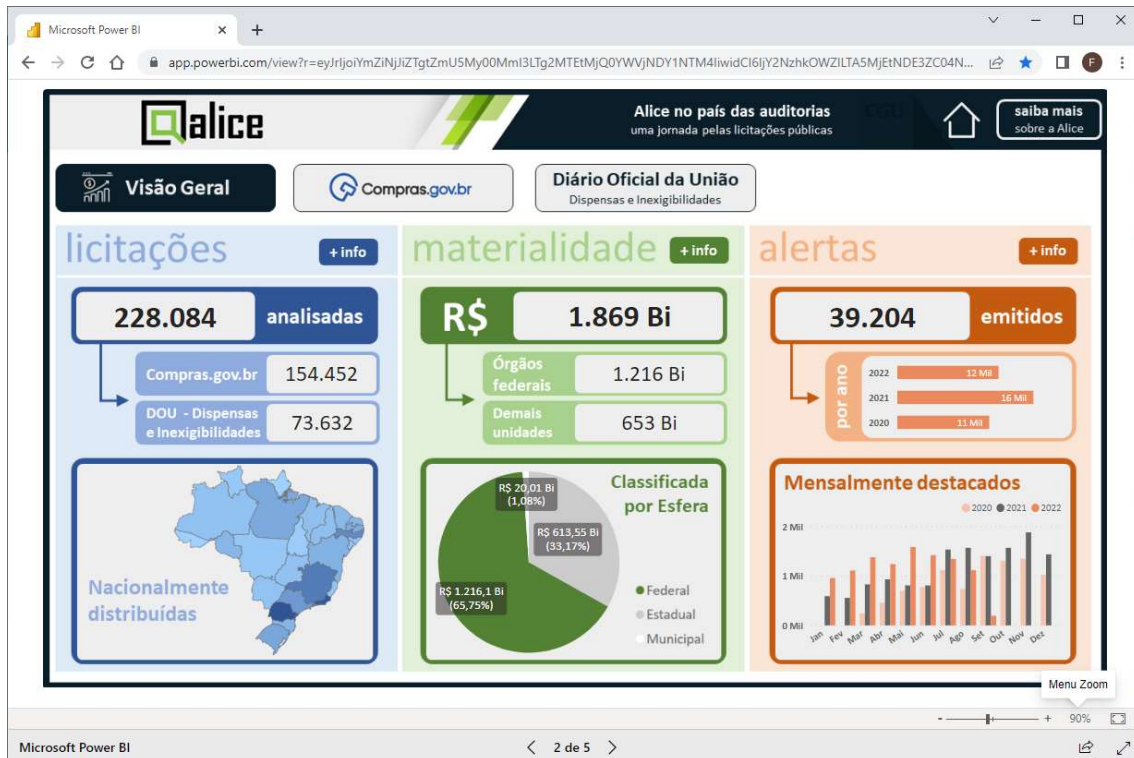 Microsoft Power BI
app.powerbi.com/view?r=eyJrIjoiYmZiNjJiZTgtZmU5My00MmI3LTg2MTEtMjQ0YWVjNDY1NTM4IiwidCI6IjY2NzhkOWZlLTA5MjEtNDE3ZC04N...
F
alice
Alice no país das auditorias
uma jornada pelas licitações públicas
CGU
saiba mais
sobre a Alice
Visão Geral
Compras.gov.br
Diário Oficial da União
Dispensas e Inexigibilidades
licitações
+ info
materialidade
+ info
alertas
+ info
228.084
analisadas
R$
1.869 Bi
39.204
emitidos
Compras.gov.br
154.452
DOU - Dispensas
e Inexigibilidades
73.632
Órgãos
federais
1.216 Bi
Demais
unidades
653 Bi
por ano
2022
12 Mil
2021
16 Mil
2020
11 Mil
Nacionalmente
distribuídas
Classificada
por Esfera
R$ 20,01 Bi
(1,08%)
R$ 613,55 Bi
(33,17%)
R$ 1.216,1 Bi
(65,75%)
Federal
Estadual
Municipal
Mensalmente destacados
2020 2021 2022
2 Mil
1 Mil
0 Mil
Jan Fev Mar Abr Mai Jun Jul Ago Set Out Nov Dez
Menu Zoom
- + 90%
Microsoft Power BI
2 de 5